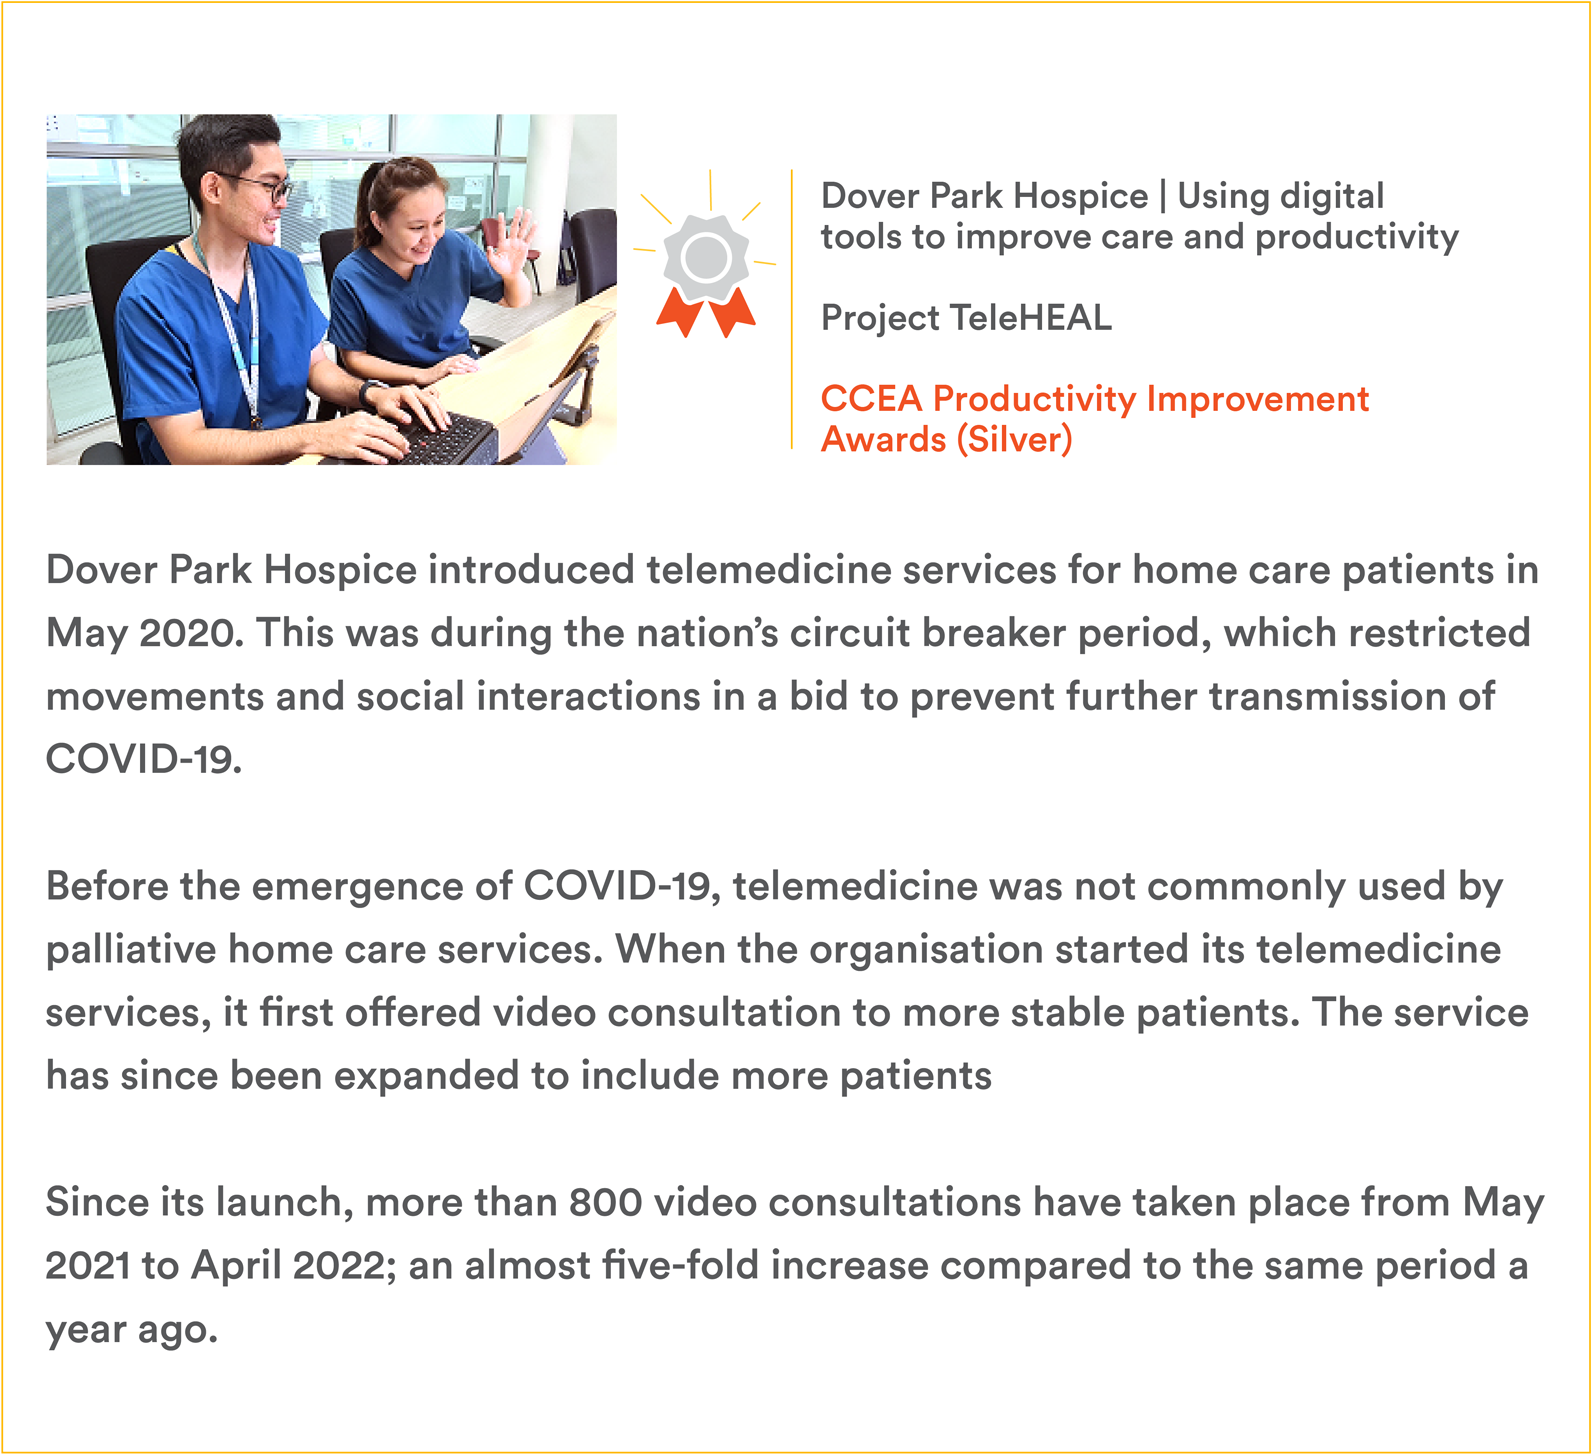 Dover Park Hospice | Using digital
tools to improve care and productivity
Project TeleHEAL
CCEA Productivity Improvement
Awards (Silver)
Dover Park Hospice introduced telemedicine services for home care patients in
May 2020. This was during the nation’s circuit breaker period, which restricted
movements and social interactions in a bid to prevent further transmission of
COVID-19.
Before the emergence of COVID-19, telemedicine was not commonly used by
palliative home care services. When the organisation started its telemedicine
services, it first offered video consultation to more stable patients. The service
has since been expanded to include more patients
Since its launch, more than 800 video consultations have taken place from May
2021 to April 2022; an almost five-fold increase compared to the same period a
year ago.